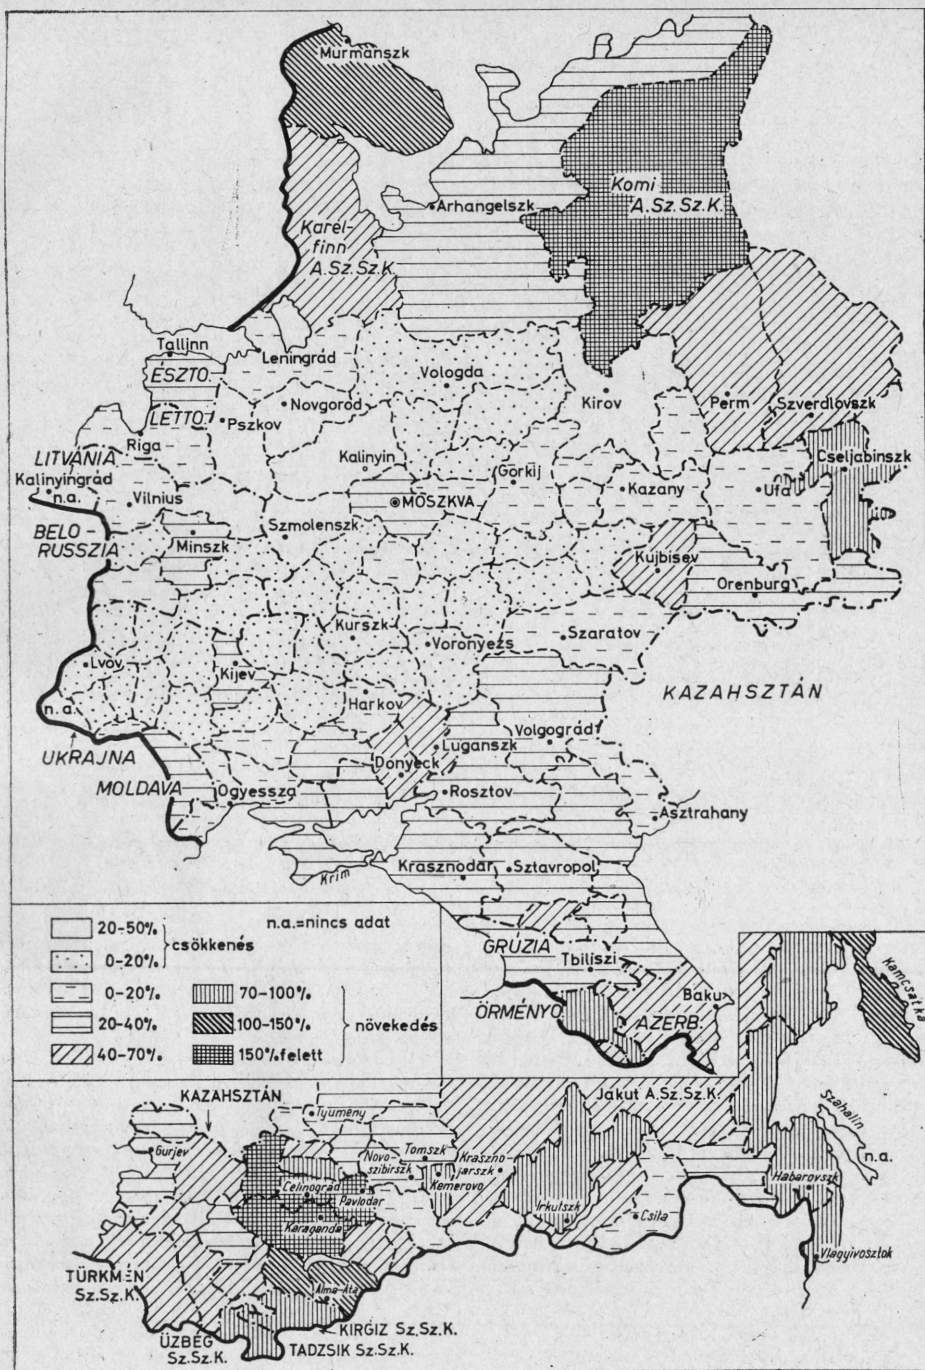 Murmanszk
Komi
A.Sz.Sz.K.
Arhangelszk
Karél-
finn
A.Sz.Sz.K.
Tallinn
Leningrád
ÉSZTO.
Vologda
Novgorod
Kirov
Perm
Szverdlovszk
LETTO.
Pszkov
Riga
Kalinyin
Gorkij
Cseljabinszk
LITVÁNIA
Kalinyingrád
n.a.
Vilnius
MOSZKVA
Kazany
Ufa
BELO-
RUSSZIA
Szmolenszk
Minszk
Kujbisev
Orenburg
Kurszk
Voronyezs
Szaratov
Lvov
Kijev
KAZAHSZTÁN
n.a.
Harkov
Volgográd
UKRAJNA
Luganszk
Donyeck
MOLDAVA
Ogyessza
Rosztov
Asztrahany
Krím
Krasznodar
Sztavropol
20-50%
0-20%
csökkenés
n.a.=nincs adat
0-20%
20-40%
40-70%
70-100%
100-150%
150% felett
növekedés
GRÚZIA
Tbiliszi
ÖRMÉNYO.
Baku
AZERB.
Kamcsatka
KAZAHSZTÁN
Tyumény
Jakut A.Sz.Sz.K.
Szahalin
n.a.
Gurjev
Novo-
szibirszk
Tomszk
Kraszno-
jarszk
Kemerovo
Celinográd
Pavlodar
Karaganda
Irkutszk
Csita
Habarovszk
Vlagyivosztok
TÜRKMÉN
Sz.Sz.K.
Alma-Ata
KIRGIZ Sz.Sz.K.
ÜZBÉG
Sz.Sz.K.
TADZSIK Sz.Sz.K.